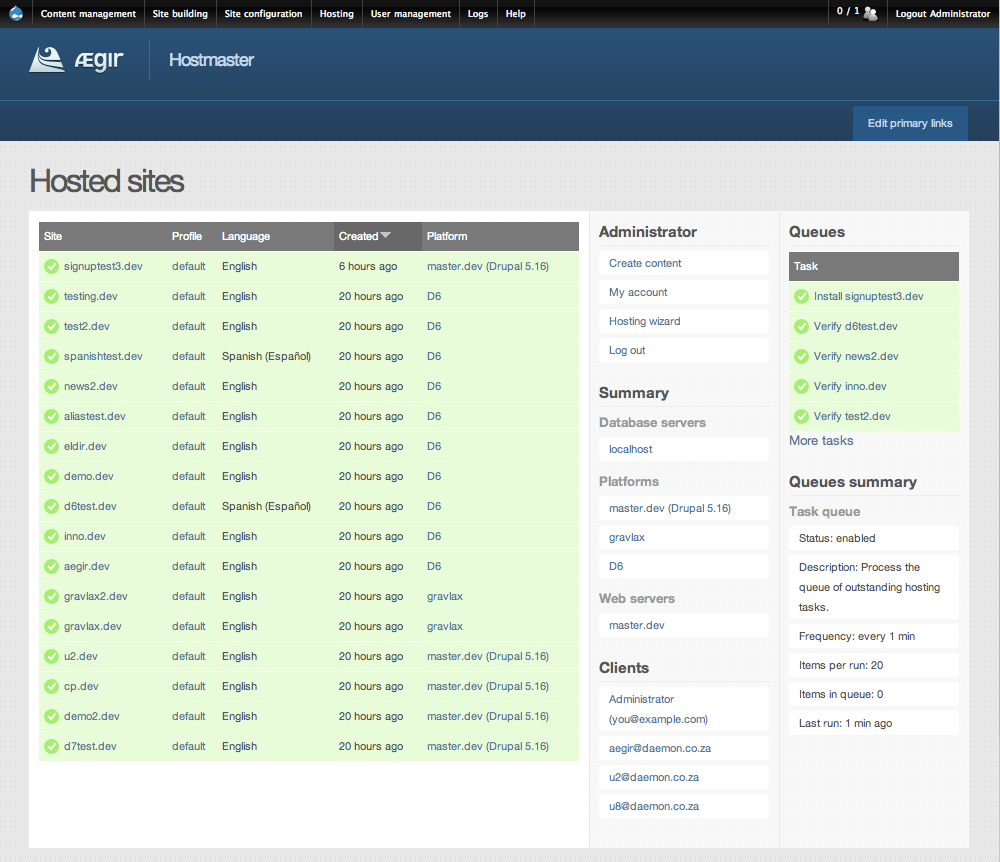 Content management Site building Site configuration Hosting User management Logs Help 0 / 1 Logout Administrator
ÆGIR Hostmaster
Edit primary links
Hosted sites
Site Profile Language Created Platform
signuptest3.dev default English 6 hours ago master.dev (Drupal 5.16)
testing.dev default English 20 hours ago D6
test2.dev default English 20 hours ago D6
spanishtest.dev default Spanish (Español) 20 hours ago D6
news2.dev default English 20 hours ago D6
aliastest.dev default English 20 hours ago D6
eldir.dev default English 20 hours ago D6
demo.dev default English 20 hours ago D6
d6test.dev default Spanish (Español) 20 hours ago D6
inno.dev default English 20 hours ago D6
aegir.dev default English 20 hours ago D6
gravlax2.dev default English 20 hours ago gravlax
gravlax.dev default English 20 hours ago gravlax
u2.dev default English 20 hours ago master.dev (Drupal 5.16)
cp.dev default English 20 hours ago master.dev (Drupal 5.16)
demo2.dev default English 20 hours ago master.dev (Drupal 5.16)
d7test.dev default English 20 hours ago master.dev (Drupal 5.16)
Administrator
Create content
My account
Hosting wizard
Log out
Summary
Database servers
localhost
Platforms
master.dev (Drupal 5.16)
gravlax
D6
Web servers
master.dev
Clients
Administrator
(you@example.com)
aegir@daemon.co.za
u2@daemon.co.za
u8@daemon.co.za
Queues
Task
Install signuptest3.dev
Verify d6test.dev
Verify news2.dev
Verify inno.dev
Verify test2.dev
More tasks
Queues summary
Task queue
Status: enabled
Description: Process the
queue of outstanding hosting
tasks.
Frequency: every 1 min
Items per run: 20
Items in queue: 0
Last run: 1 min ago